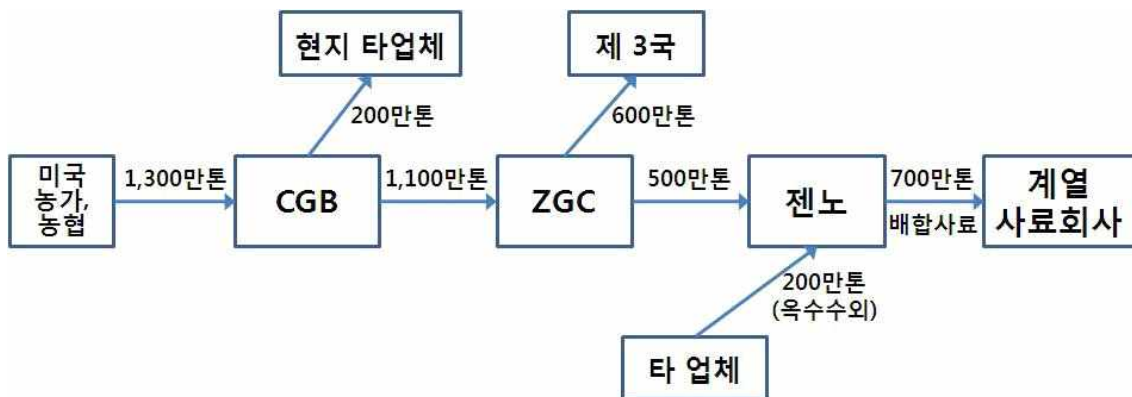 현지 타업체
제 3국
200만톤
600만톤
미국
농가,
농협
1,300만톤
CGB
1,100만톤
ZGC
500만톤
젠노
700만톤
배합사료
계열
사료회사
200만톤
(옥수수외)
타 업체